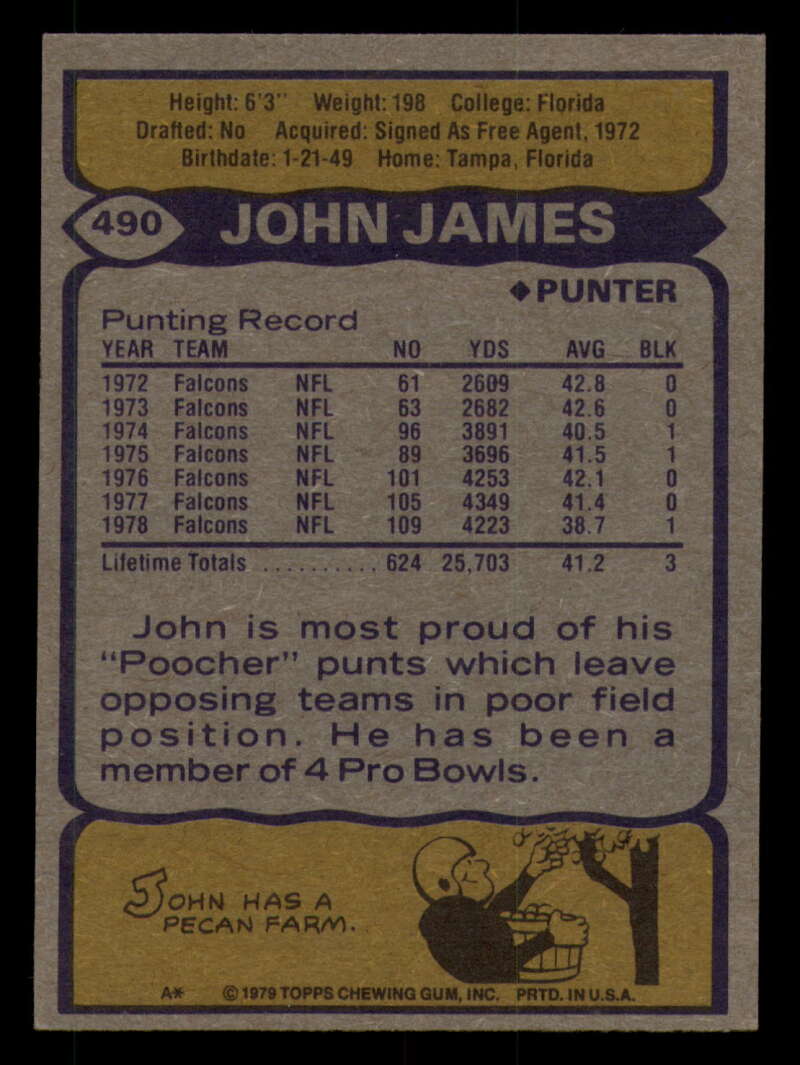 Height: 6'3" Weight: 198 College: Florida
Drafted: No Acquired: Signed As Free Agent, 1972
Birthdate: 1-21-49 Home: Tampa, Florida
490 JOHN JAMES
◆PUNTER
Punting Record
YEAR TEAM NO YDS AVG BLK
1972 Falcons NFL 61 2609 42.8 0
1973 Falcons NFL 63 2682 42.6 0
1974 Falcons NFL 96 3891 40.5 1
1975 Falcons NFL 89 3696 41.5 1
1976 Falcons NFL 101 4253 42.1 0
1977 Falcons NFL 105 4349 41.4 0
1978 Falcons NFL 109 4223 38.7 1
Lifetime Totals .......... 624 25,703 41.2 3
John is most proud of his
"Poocher" punts which leave
opposing teams in poor field
position. He has been a
member of 4 Pro Bowls.
JOHN HAS A
PECAN FARM.
A* © 1979 TOPPS CHEWING GUM, INC. PRTD. IN U.S.A.